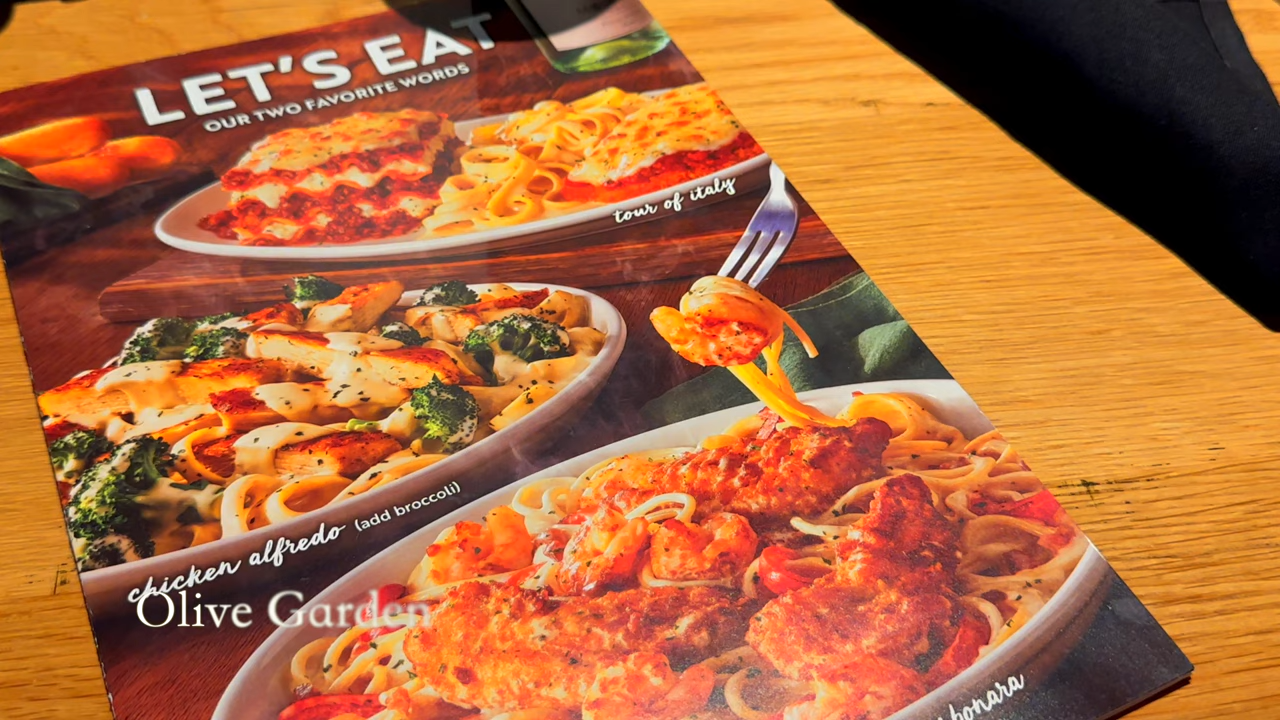 LET'S EAT
OUR TWO FAVORITE WORDS
tour of italy
chicken alfredo (add broccoli)
Olive Garden